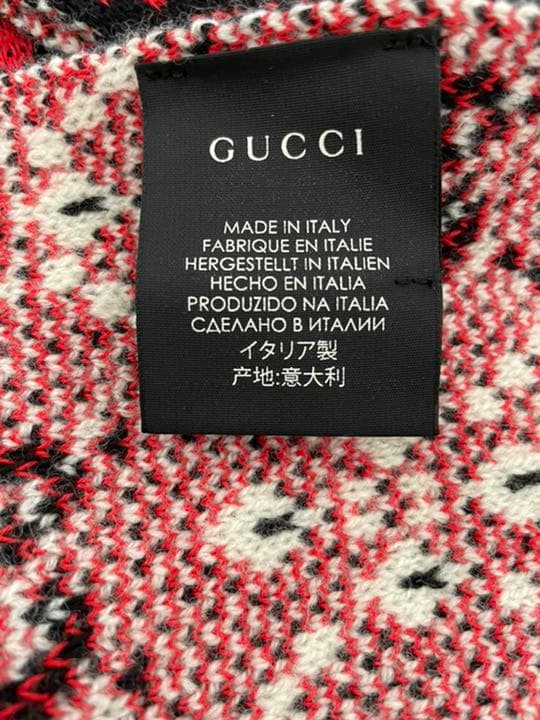 GUCCI
MADE IN ITALY
FABRIQUE EN ITALIE
HERGESTELLT IN ITALIEN
HECHO EN ITALIA
PRODUZIDO NA ITALIA
СДЕЛАНО В ИТАЛИИ
イタリア製
产地:意大利